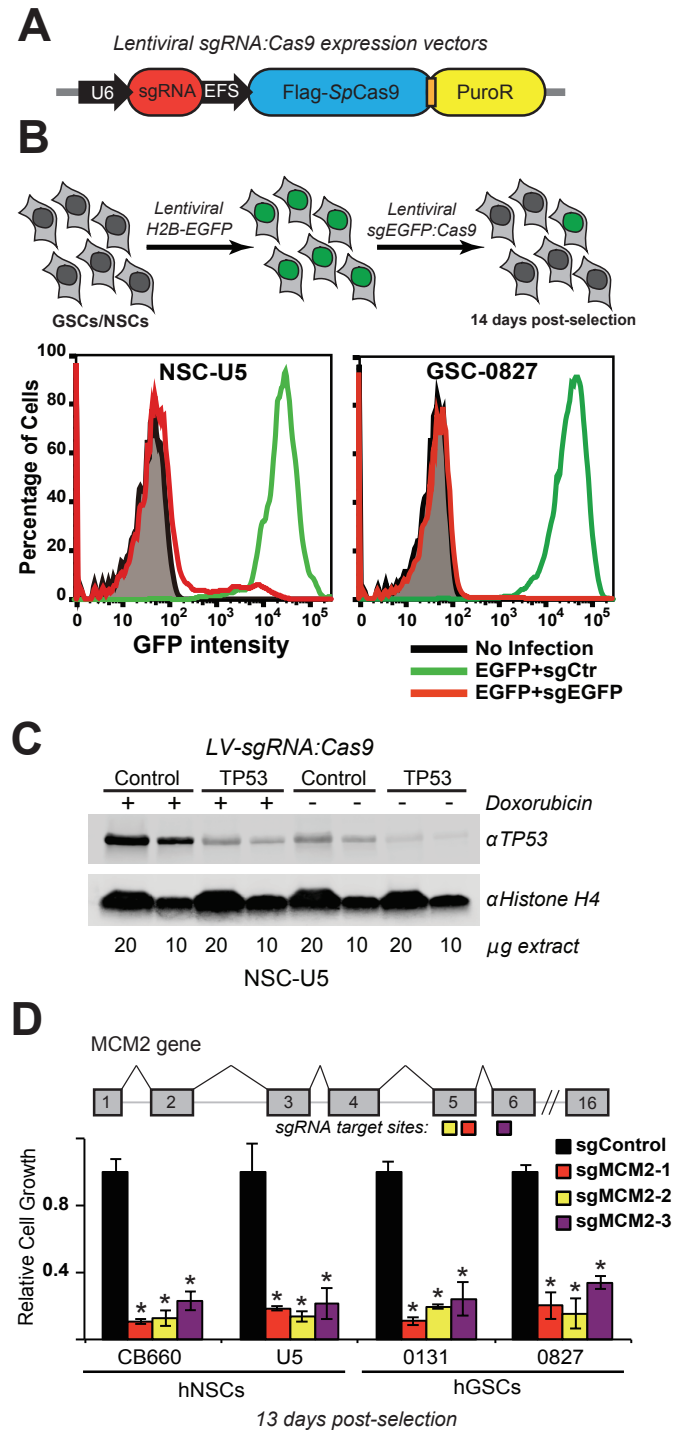 A
Lentiviral sgRNA:Cas9 expression vectors
U6 sgRNA EFS Flag-SpCas9 PuroR
B
Lentiviral
H2B-EGFP
Lentiviral
sgEGFP:Cas9
GSCs/NSCs
14 days post-selection
NSC-U5
GSC-0827
Percentage of Cells
100
80
60
40
20
0
0 10 10² 10³ 10⁴ 10⁵
0 10 10² 10³ 10⁴ 10⁵
GFP intensity
No Infection
EGFP+sgCtr
EGFP+sgEGFP
C
LV-sgRNA:Cas9
Control TP53 Control TP53
+ + + + - - - - Doxorubicin
αTP53
αHistone H4
20 10 20 10 20 10 20 10 μg extract
NSC-U5
D
MCM2 gene
1 2 3 4 5 6 // 16
sgRNA target sites:
sgControl
sgMCM2-1
sgMCM2-2
sgMCM2-3
Relative Cell Growth
0.8
0.4
* * * * * * * * * * * *
CB660 U5 0131 0827
hNSCs hGSCs
13 days post-selection